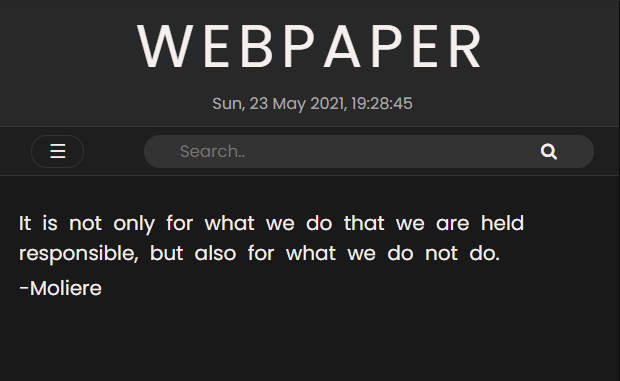 WEBPAPER
Sun, 23 May 2021, 19:28:45
Search..
It is not only for what we do that we are held
responsible, but also for what we do not do.
-Moliere